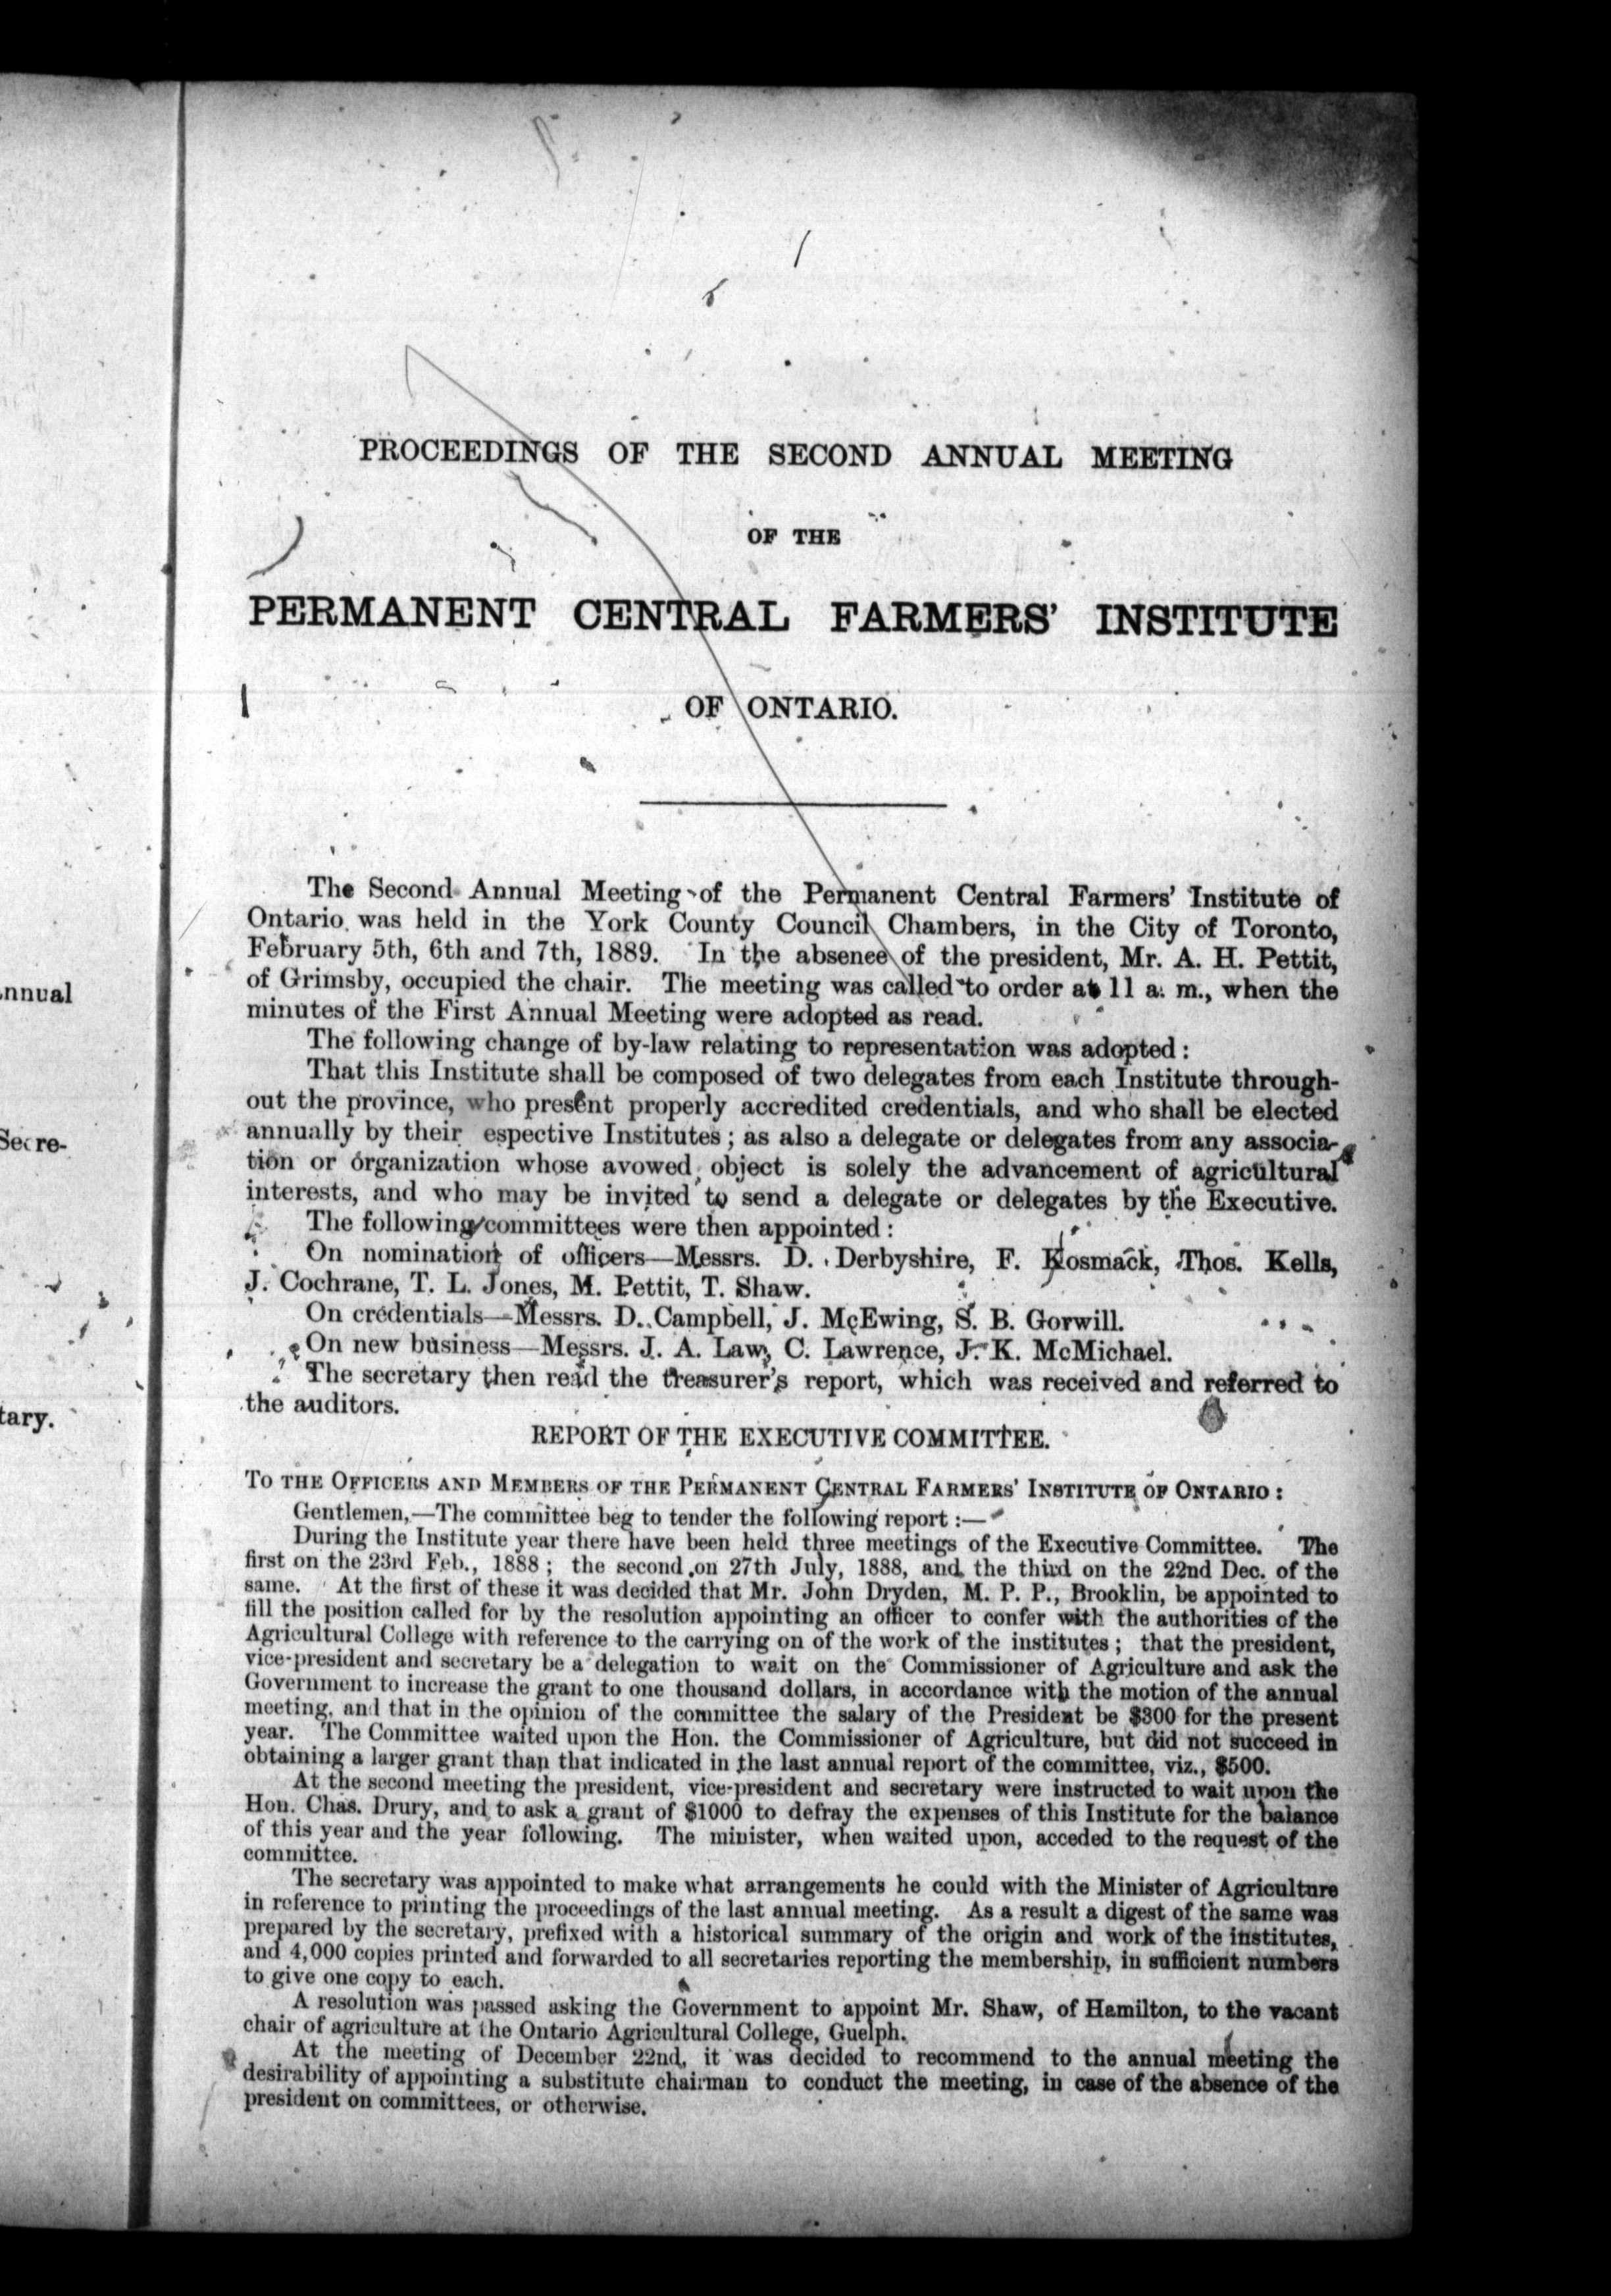 PROCEEDINGS OF THE SECOND ANNUAL MEETING
OF THE
PERMANENT CENTRAL FARMERS' INSTITUTE
OF ONTARIO.
The Second Annual Meeting of the Permanent Central Farmers' Institute of
Ontario was held in the York County Council Chambers, in the City of Toronto,
February 5th, 6th and 7th, 1889. In the absence of the president, Mr. A. H. Pettit,
of Grimsby, occupied the chair. The meeting was called to order at 11 a. m., when the
minutes of the First Annual Meeting were adopted as read.
The following change of by-law relating to representation was adopted:
That this Institute shall be composed of two delegates from each Institute through-
out the province, who present properly accredited credentials, and who shall be elected
annually by their espective Institutes; as also a delegate or delegates from any associa-
tion or organization whose avowed object is solely the advancement of agricultural
interests, and who may be invited to send a delegate or delegates by the Executive.
The following committees were then appointed:
On nomination of officers—Messrs. D. Derbyshire, F. Kosmack, Thos. Kells,
J. Cochrane, T. L. Jones, M. Pettit, T. Shaw.
On credentials—Messrs. D. Campbell, J. McEwing, S. B. Gorwill.
On new business—Messrs. J. A. Law, C. Lawrence, J. K. McMichael.
The secretary then read the treasurer's report, which was received and referred to
the auditors.
REPORT OF THE EXECUTIVE COMMITTEE.
TO THE OFFICERS AND MEMBERS OF THE PERMANENT CENTRAL FARMERS' INSTITUTE OF ONTARIO:
Gentlemen,—The committee beg to tender the following report:—
During the Institute year there have been held three meetings of the Executive Committee. The
first on the 23rd Feb., 1888; the second on 27th July, 1888, and the third on the 22nd Dec. of the
same. At the first of these it was decided that Mr. John Dryden, M. P. P., Brooklin, be appointed to
fill the position called for by the resolution appointing an officer to confer with the authorities of the
Agricultural College with reference to the carrying on of the work of the institutes; that the president,
vice-president and secretary be a delegation to wait on the Commissioner of Agriculture and ask the
Government to increase the grant to one thousand dollars, in accordance with the motion of the annual
meeting, and that in the opinion of the committee the salary of the President be $300 for the present
year. The Committee waited upon the Hon. the Commissioner of Agriculture, but did not succeed in
obtaining a larger grant than that indicated in the last annual report of the committee, viz., $500.
At the second meeting the president, vice-president and secretary were instructed to wait upon the
Hon. Chas. Drury, and to ask a grant of $1000 to defray the expenses of this Institute for the balance
of this year and the year following. The minister, when waited upon, acceded to the request of the
committee.
The secretary was appointed to make what arrangements he could with the Minister of Agriculture
in reference to printing the proceedings of the last annual meeting. As a result a digest of the same was
prepared by the secretary, prefixed with a historical summary of the origin and work of the institutes,
and 4,000 copies printed and forwarded to all secretaries reporting the membership, in sufficient numbers
to give one copy to each.
A resolution was passed asking the Government to appoint Mr. Shaw, of Hamilton, to the vacant
chair of agriculture at the Ontario Agricultural College, Guelph.
At the meeting of December 22nd, it was decided to recommend to the annual meeting the
desirability of appointing a substitute chairman to conduct the meeting, in case of the absence of the
president on committees, or otherwise.
nnual
Secre-
tary.